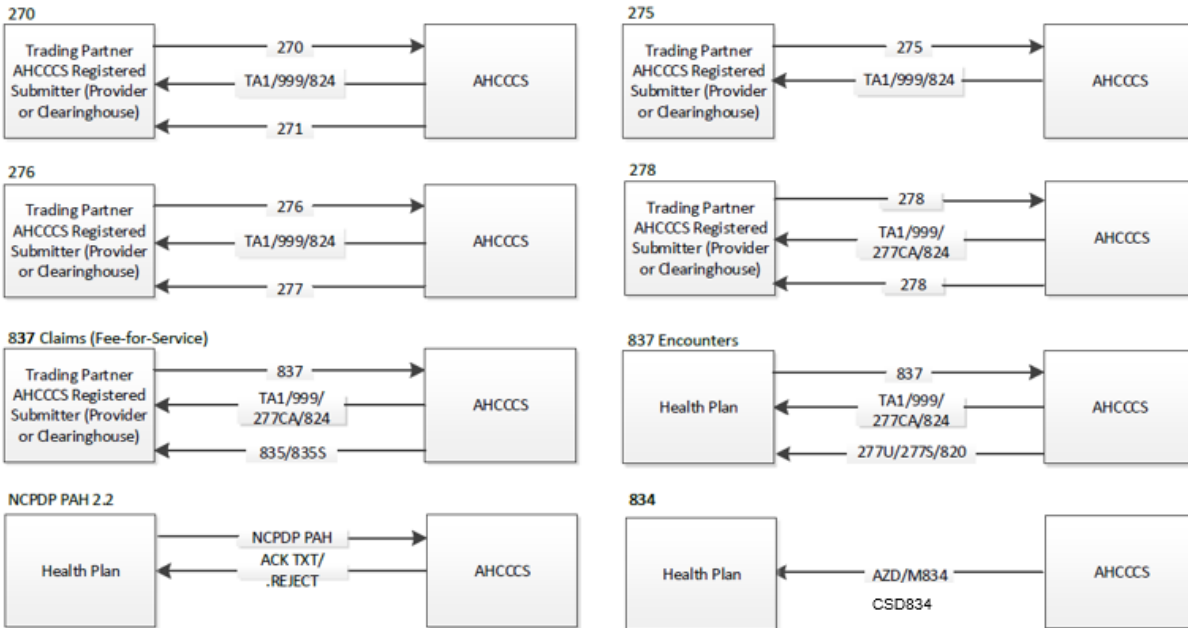 270
Trading Partner
AHCCCS Registered
Submitter (Provider
or Clearinghouse)
270
TA1/999/824
271
AHCCCS
275
Trading Partner
AHCCCS Registered
Submitter (Provider
or Clearinghouse)
275
TA1/999/824
AHCCCS
276
Trading Partner
AHCCCS Registered
Submitter (Provider
or Clearinghouse)
276
TA1/999/824
277
AHCCCS
278
Trading Partner
AHCCCS Registered
Submitter (Provider
or Clearinghouse)
278
TA1/999/
277CA/824
278
AHCCCS
837 Claims (Fee-for-Service)
Trading Partner
AHCCCS Registered
Submitter (Provider
or Clearinghouse)
837
TA1/999/
277CA/824
835/835S
AHCCCS
837 Encounters
Health Plan
837
TA1/999/
277CA/824
277U/277S/820
AHCCCS
NCPDP PAH 2.2
Health Plan
NCPDP PAH
ACK TXT/
.REJECT
AHCCCS
834
Health Plan
AZD/M834
CSD834
AHCCCS